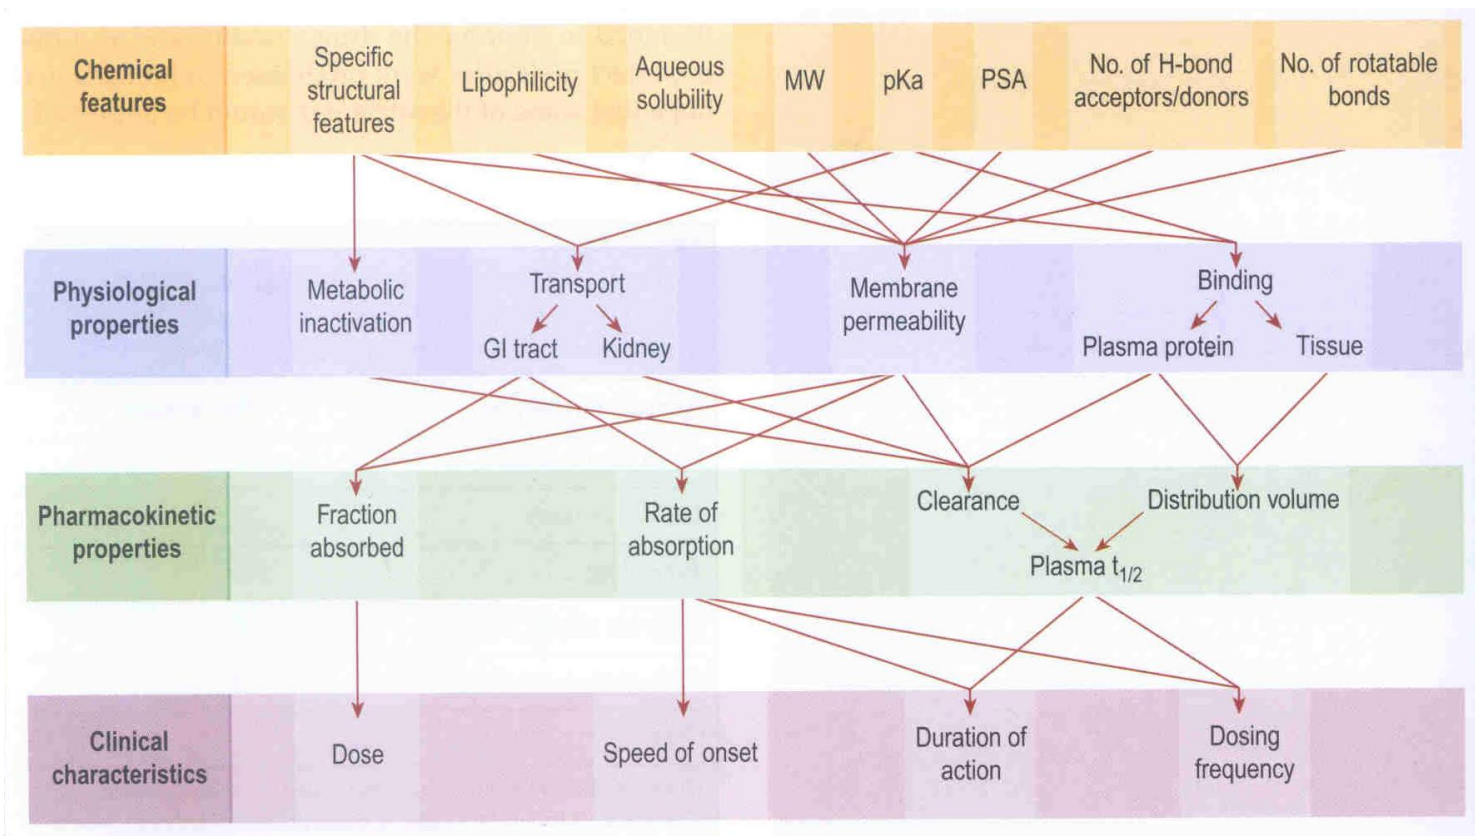 Chemical
features
Specific
structural
features
Lipophilicity
Aqueous
solubility
MW
pKa
PSA
No. of H-bond
acceptors/donors
No. of rotatable
bonds
Physiological
properties
Metabolic
inactivation
Transport
GI tract
Kidney
Membrane
permeability
Binding
Plasma protein
Tissue
Pharmacokinetic
properties
Fraction
absorbed
Rate of
absorption
Clearance
Distribution volume
Plasma t1/2
Clinical
characteristics
Dose
Speed of onset
Duration of
action
Dosing
frequency